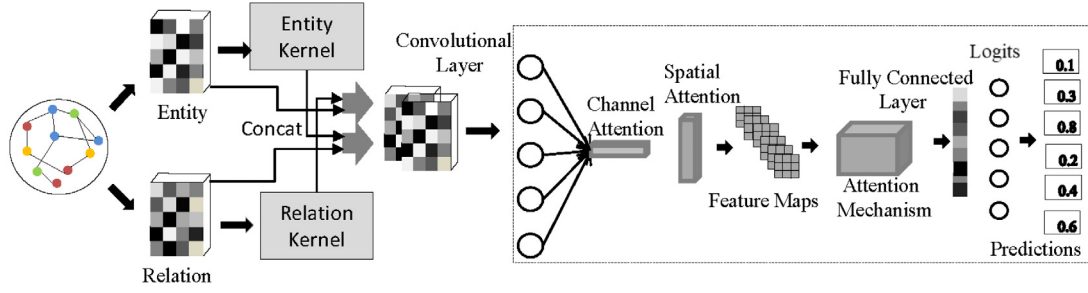 Entity
Kernel
Entity
Concat
Relation
Kernel
Relation
Convolutional
Layer
Channel
Attention
Spatial
Attention
Feature Maps
Attention
Mechanism
Fully Connected
Layer
Logits
0.1
0.3
0.8
0.2
0.4
0.6
Predictions